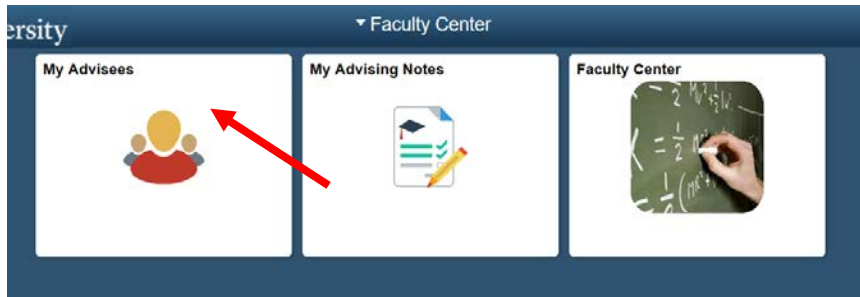 ersity
Faculty Center
My Advisees
My Advising Notes
Faculty Center